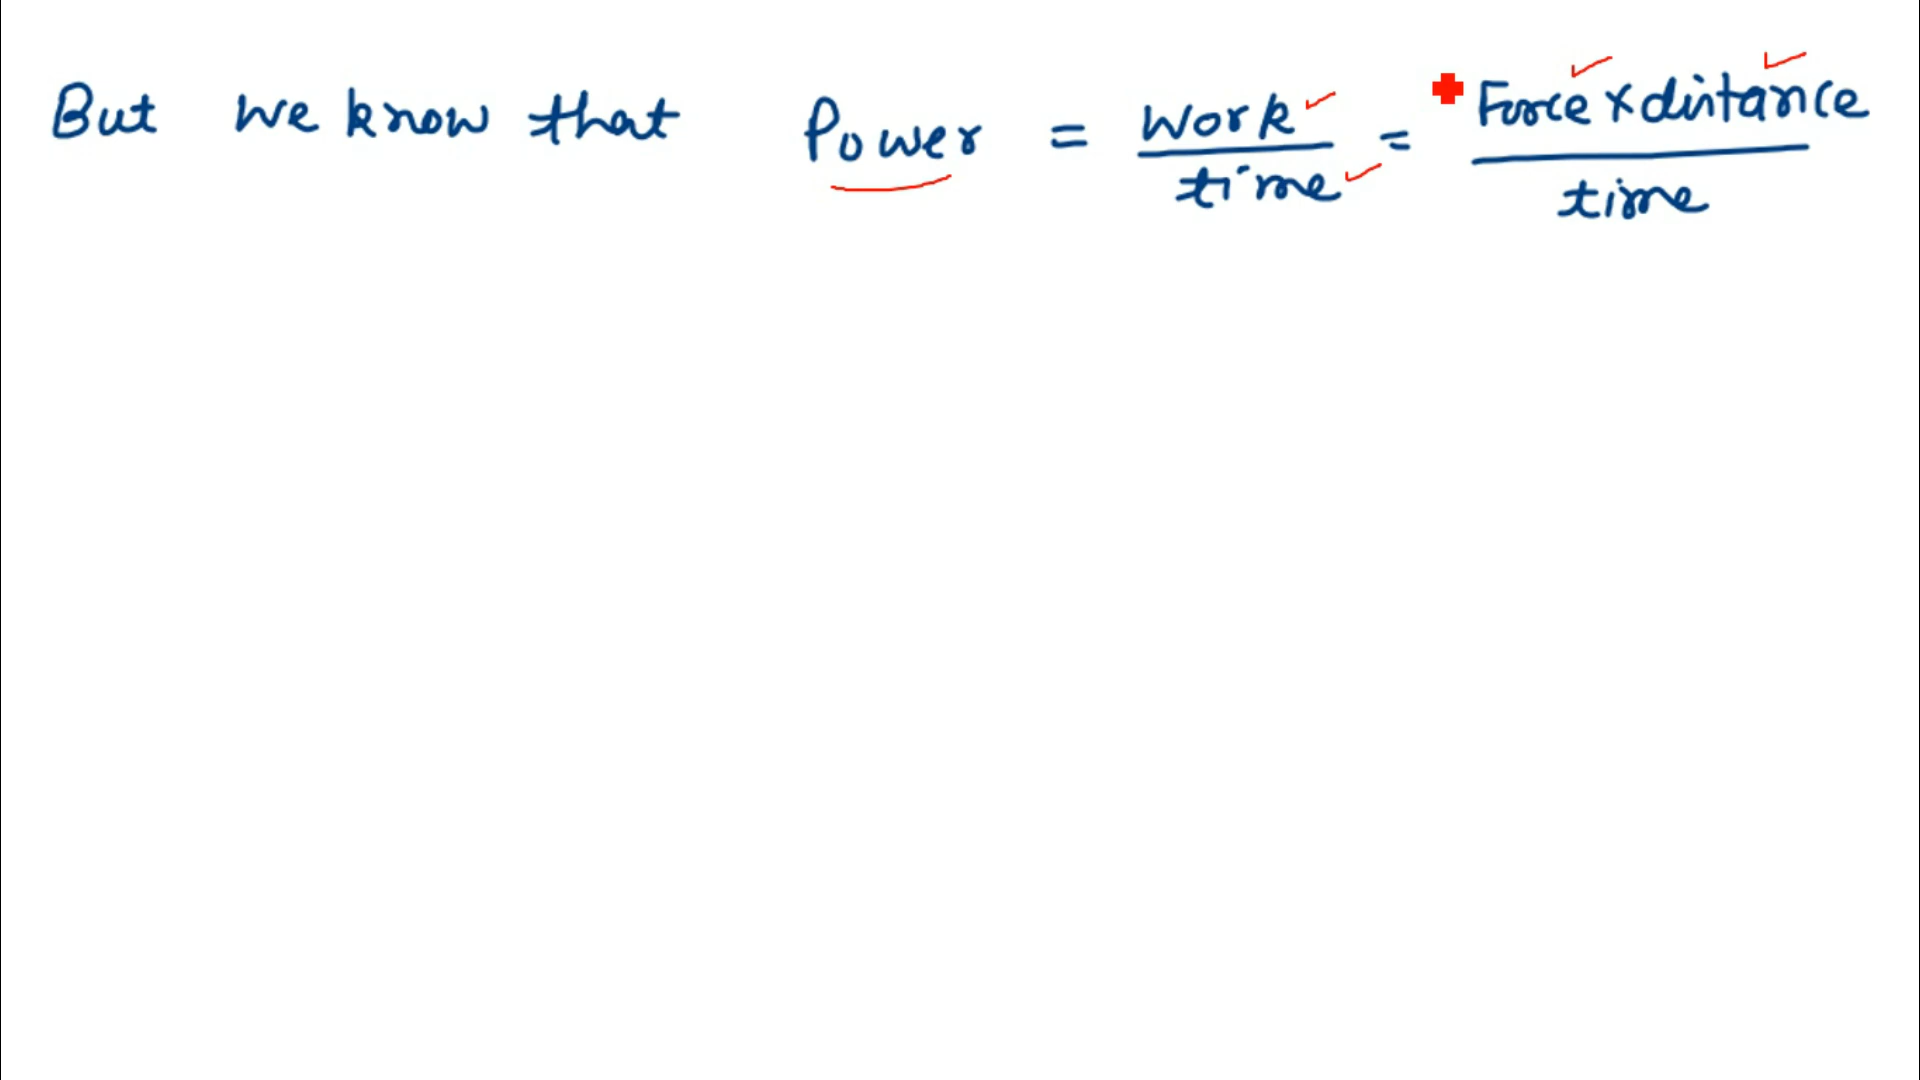 But we know that Power = Work / time = Force x distance / time